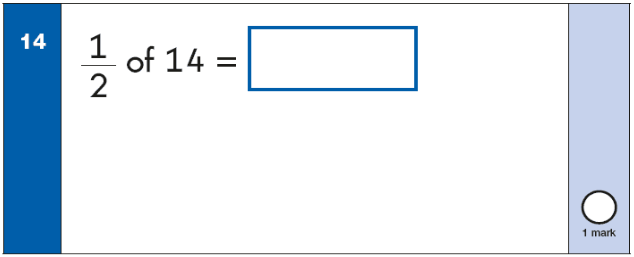 14
1/2 of 14 =
1 mark